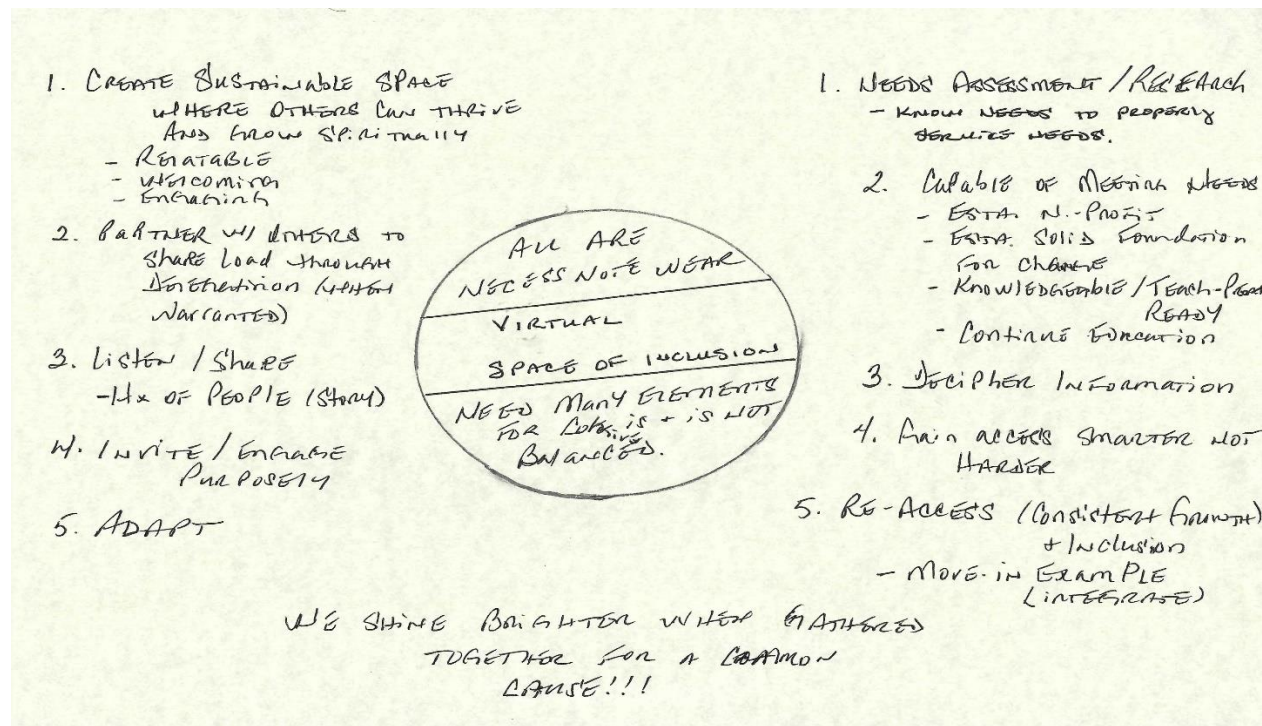 1. CREATE SUSTAINABLE SPACE
WHERE OTHERS CAN THRIVE
AND GROW SPIRITUALLY
- RELATABLE
- WELCOMING
- ENGAGING
2. PARTNER W/ OTHERS TO
SHARE LOAD THROUGH
(WHEN
WARRANTED)
3. LISTEN / SHARE
- Hx OF PEOPLE (STORY)
4. INVITE / ENGAGE
PURPOSELY
5. ADAPT
ALL ARE
NECESS NOTE WEAR
VIRTUAL
SPACE OF INCLUSION
NEED MANY ELEMENTS
FOR IS + IS NOT
BALANCED.
1. NEEDS ASSESSMENT / RESEARCH
- KNOW NEEDS TO PROPERLY
SERVICE NEEDS.
2. CAPABLE OF MEETING NEEDS
- ESTA. N.-PROFIT
- ESTA. SOLID FOUNDATION
FOR CHANGE
- KNOWLEDGEABLE / TEACH-
READY
- CONTINUE EDUCATION
3. DECIPHER INFORMATION
4. GAIN ACCESS SMARTER NOT
HARDER
5. RE-ACCESS (CONSISTENT GROWTH)
+ INCLUSION
- MOVE-IN EXAMPLE
(INTEGRATE)
WE SHINE BRIGHTER WHEN GATHERED
TOGETHER FOR A COMMON
CAUSE!!!